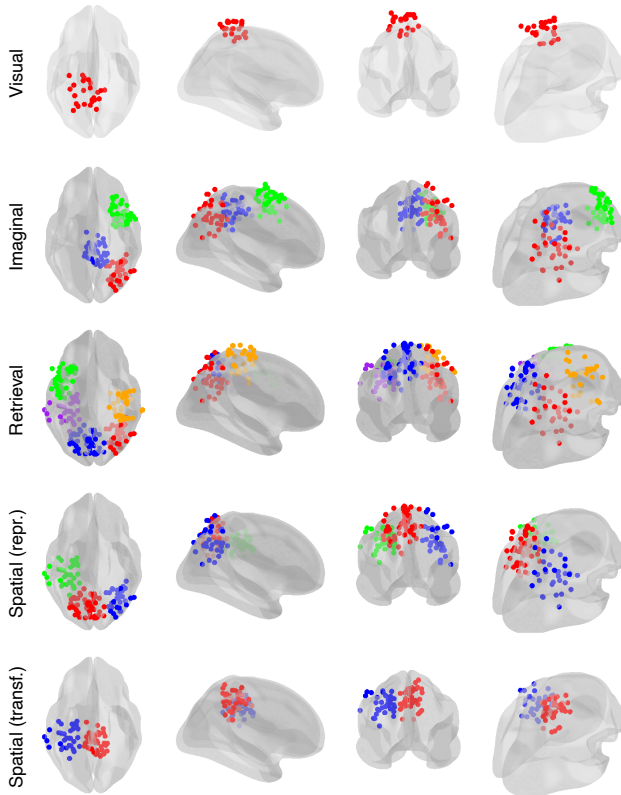 Visual
Imaginal
Retrieval
Spatial (repr.)
Spatial (transf.)